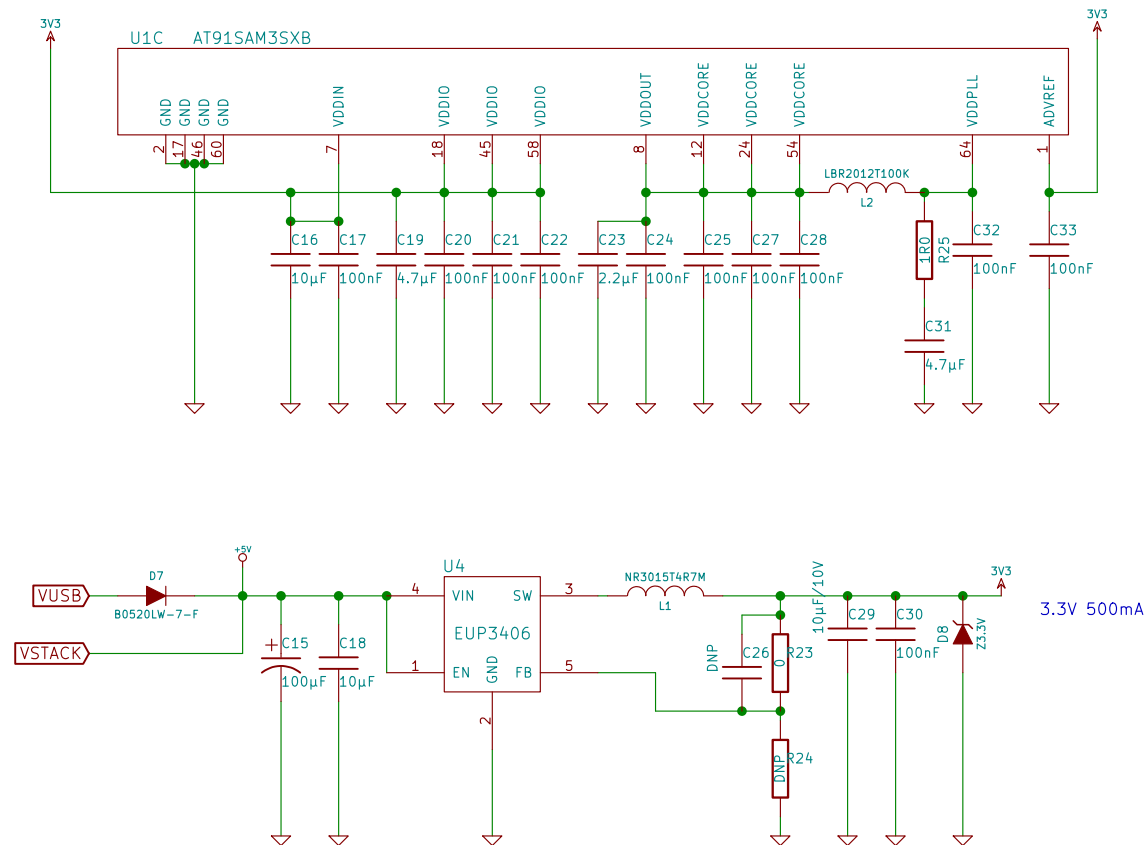 3V3
3V3
U1C AT91SAM3SXB
GND
GND
GND
GND
VDDIN
VDDIO
VDDIO
VDDIO
VDDOUT
VDDCORE
VDDCORE
VDDCORE
VDDPLL
ADVREF
2
17
46
60
7
18
45
58
8
12
24
54
64
1
LBR2012T100K
L2
C16
10µF
C17
100nF
C19
4.7µF
C20
100nF
C21
100nF
C22
100nF
C23
2.2µF
C24
100nF
C25
100nF
C27
100nF
C28
100nF
1R0
R25
C32
100nF
C33
100nF
C31
4.7µF
+5V
VUSB
D7
B0520LW-7-F
VSTACK
C15
100µF
C18
10µF
U4
4
VIN
SW
3
EUP3406
1
EN
GND
FB
5
2
NR3015T4R7M
L1
DNP
C26
0
R23
DNP
R24
10µF/10V
C29
C30
100nF
D8
Z3.3V
3V3
3.3V 500mA